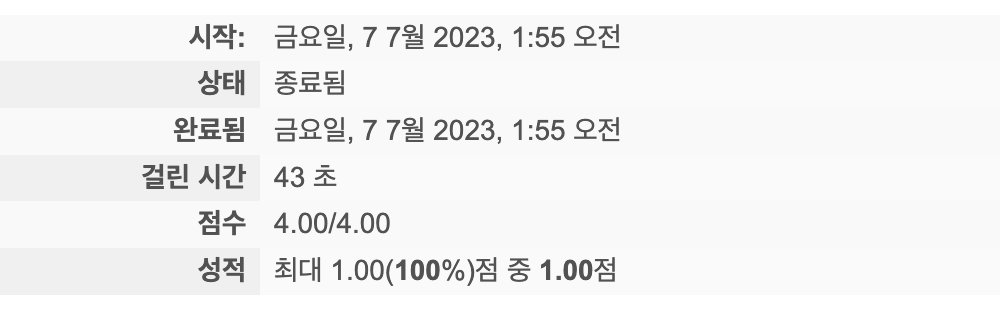 시작: 금요일, 7 7월 2023, 1:55 오전
상태 종료됨
완료됨 금요일, 7 7월 2023, 1:55 오전
걸린 시간 43 초
점수 4.00/4.00
성적 최대 1.00(100%)점 중 1.00점